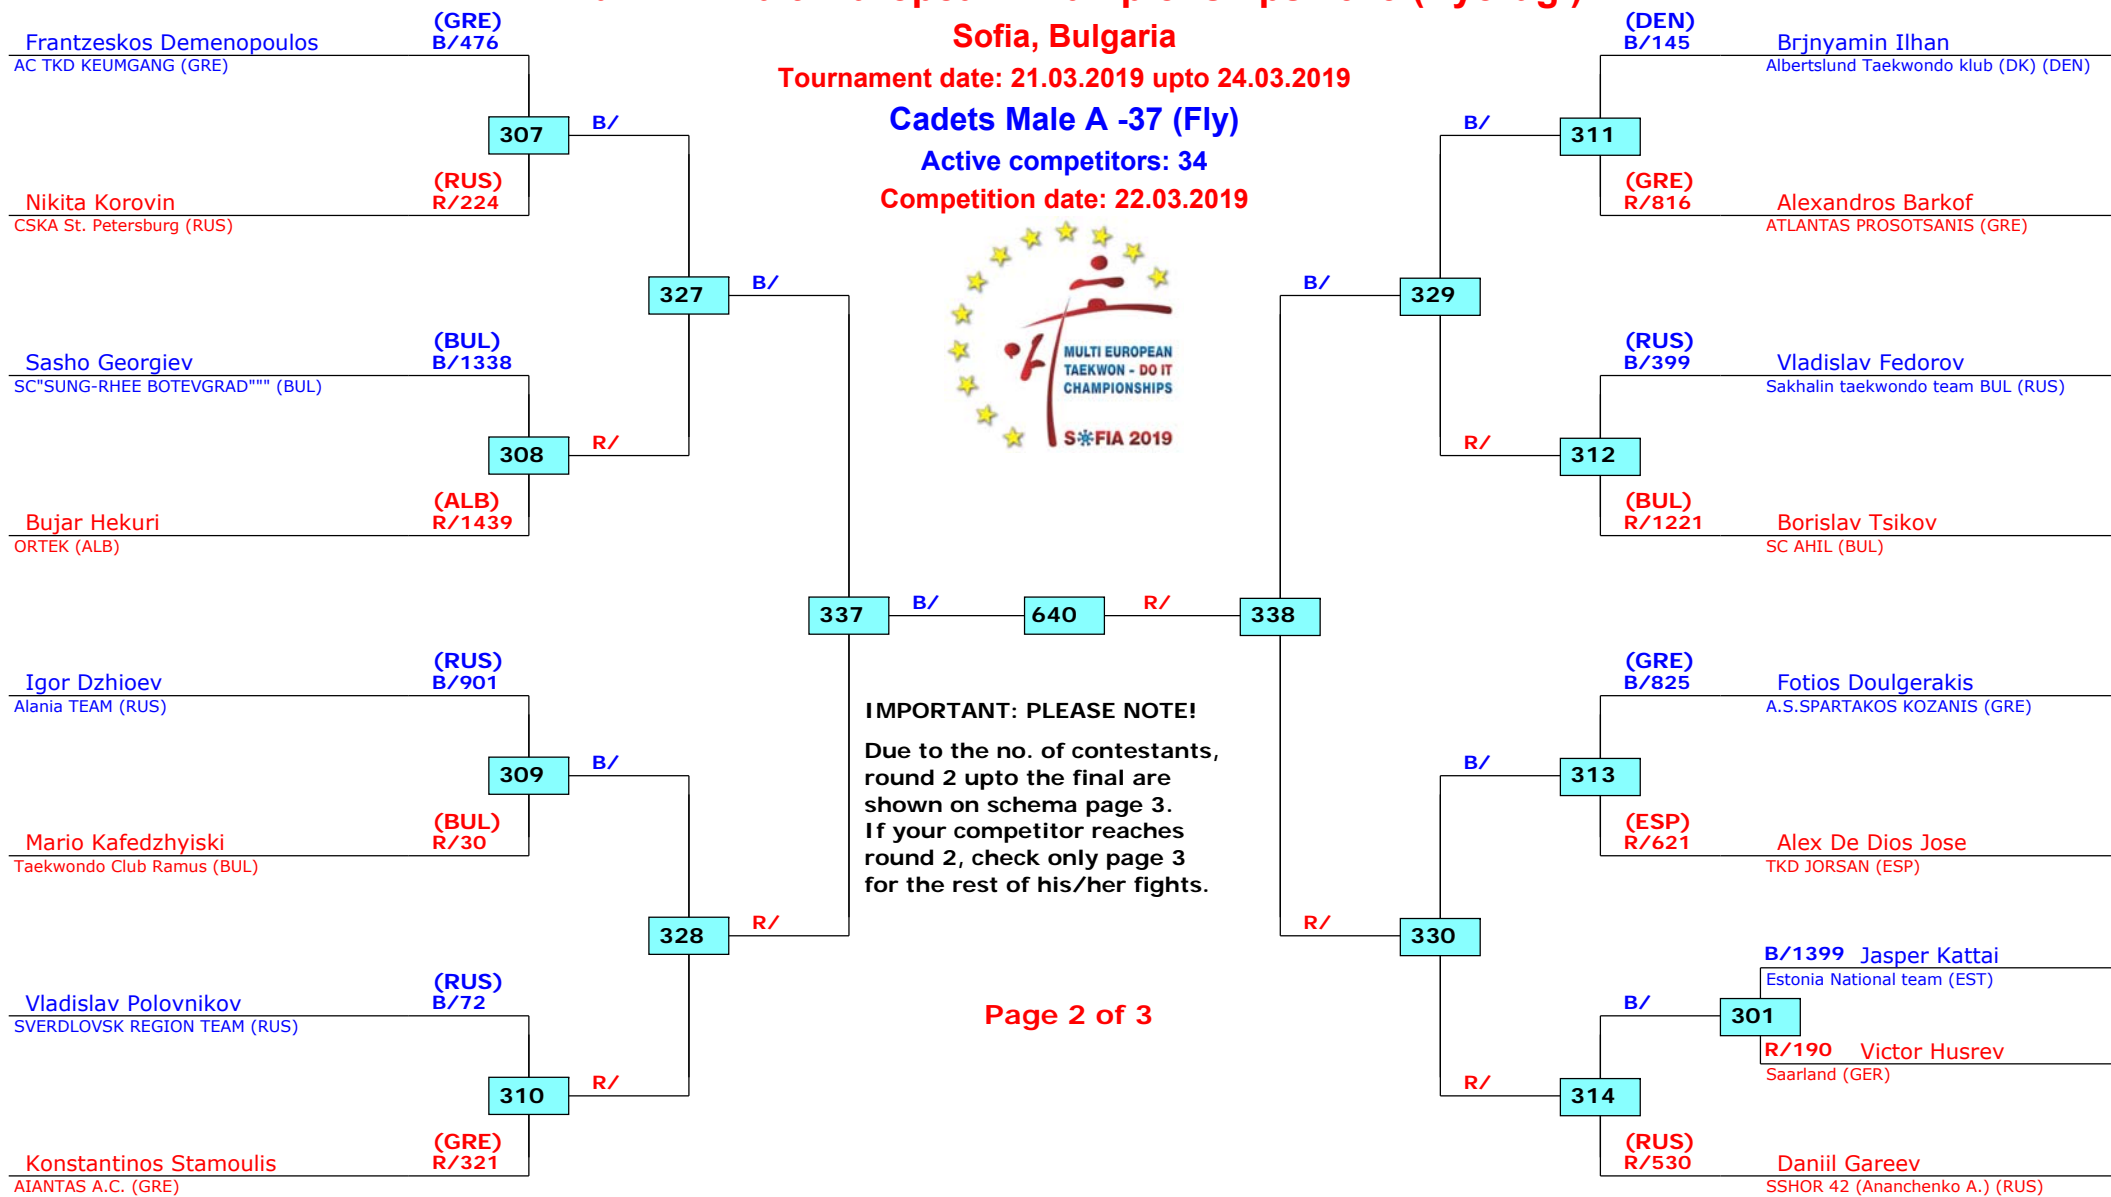 Sofia, Bulgaria
Tournament date: 21.03.2019 upto 24.03.2019
Cadets Male A -37 (Fly)
Active competitors: 34
Competition date: 22.03.2019
MULTI EUROPEAN
TAEKWON - DO IT
CHAMPIONSHIPS
SOFIA 2019
(GRE)
Frantzeskos Demenopoulos B/476
AC TKD KEUMGANG (GRE)
307 B/
(RUS)
Nikita Korovin R/224
CSKA St. Petersburg (RUS)
327 B/
(BUL)
Sasho Georgiev B/1338
SC"SUNG-RHEE BOTEVGRAD""" (BUL)
308 R/
(ALB)
Bujar Hekuri R/1439
ORTEK (ALB)
337 B/ 640 R/ 338
(RUS)
Igor Dzhioev B/901
Alania TEAM (RUS)
309 B/
(BUL)
Mario Kafedzhyiski R/30
Taekwondo Club Ramus (BUL)
328 R/
(RUS)
Vladislav Polovnikov B/72
SVERDLOVSK REGION TEAM (RUS)
310 R/
(GRE)
Konstantinos Stamoulis R/321
AIANTAS A.C. (GRE)
IMPORTANT: PLEASE NOTE!
Due to the no. of contestants,
round 2 upto the final are
shown on schema page 3.
If your competitor reaches
round 2, check only page 3
for the rest of his/her fights.
Page 2 of 3
(DEN)
B/145 Brjnyamin Ilhan
Albertslund Taekwondo klub (DK) (DEN)
B/ 311
(GRE)
R/816 Alexandros Barkof
ATLANTAS PROSOTSANIS (GRE)
B/ 329
(RUS)
B/399 Vladislav Fedorov
Sakhalin taekwondo team BUL (RUS)
R/ 312
(BUL)
R/1221 Borislav Tsikov
SC AHIL (BUL)
(GRE)
B/825 Fotios Doulgerakis
A.S.SPARTAKOS KOZANIS (GRE)
B/ 313
(ESP)
R/621 Alex De Dios Jose
TKD JORSAN (ESP)
R/ 330
B/1399 Jasper Kattai
Estonia National team (EST)
B/ 301
R/190 Victor Husrev
Saarland (GER)
R/ 314
(RUS)
R/530 Daniil Gareev
SSHOR 42 (Ananchenko A.) (RUS)